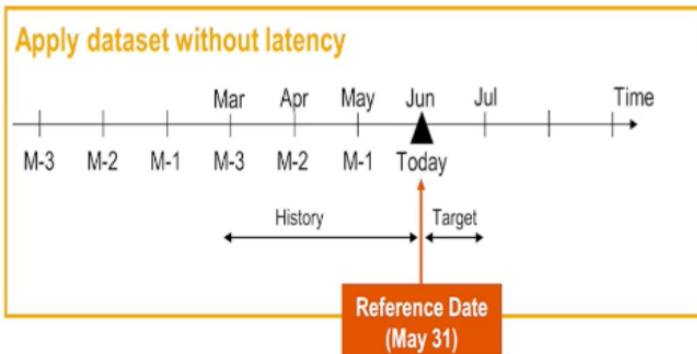 Apply dataset without latency
Mar Apr May Jun Jul Time
M-3 M-2 M-1 M-3 M-2 M-1 Today
History Target
Reference Date
(May 31)